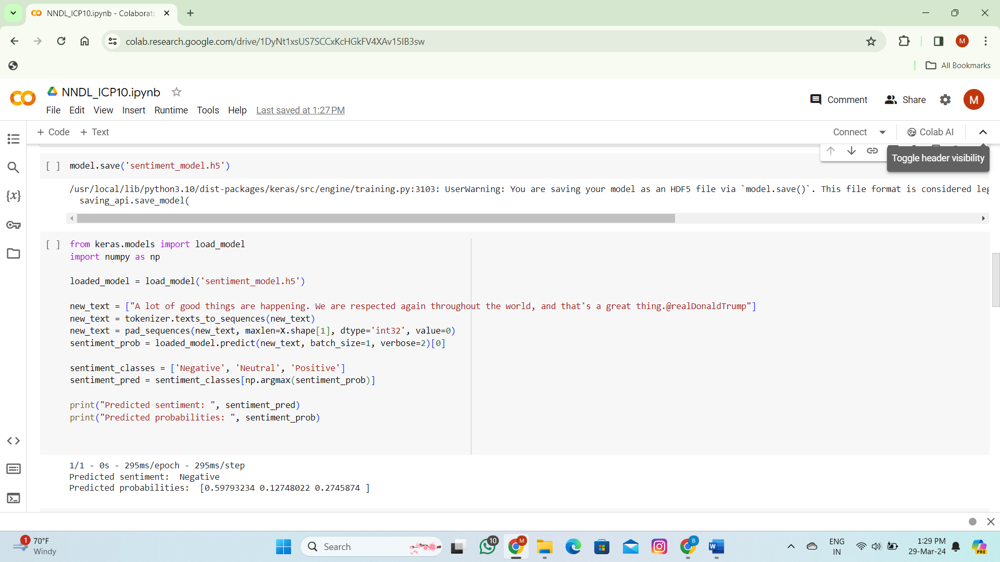 NNDL_ICP10.ipynb - Colaborato
colab.research.google.com/drive/1DyNt1xsUS7SCCxKcHGkFV4XAv15IB3sw
M
All Bookmarks
NNDL_ICP10.ipynb
Comment Share M
File Edit View Insert Runtime Tools Help Last saved at 1:27 PM
+ Code + Text Connect Colab AI
Toggle header visibility
[ ] model.save('sentiment_model.h5')
/usr/local/lib/python3.10/dist-packages/keras/src/engine/training.py:3103: UserWarning: You are saving your model as an HDF5 file via `model.save()`. This file format is considered leg
saving_api.save_model(
[ ] from keras.models import load_model
import numpy as np
loaded_model = load_model('sentiment_model.h5')
new_text = ["A lot of good things are happening. We are respected again throughout the world, and that's a great thing.@realDonaldTrump"]
new_text = tokenizer.texts_to_sequences(new_text)
new_text = pad_sequences(new_text, maxlen=X.shape[1], dtype='int32', value=0)
sentiment_prob = loaded_model.predict(new_text, batch_size=1, verbose=2)[0]
sentiment_classes = ['Negative', 'Neutral', 'Positive']
sentiment_pred = sentiment_classes[np.argmax(sentiment_prob)]
print("Predicted sentiment: ", sentiment_pred)
print("Predicted probabilities: ", sentiment_prob)
1/1 - 0s - 295ms/epoch - 295ms/step
Predicted sentiment:  Negative
Predicted probabilities:  [0.59793234 0.12748022 0.2745874 ]
1 70°F
Windy
Search
10
M
B
W
ENG
IN
1:29 PM
29-Mar-24
PRE